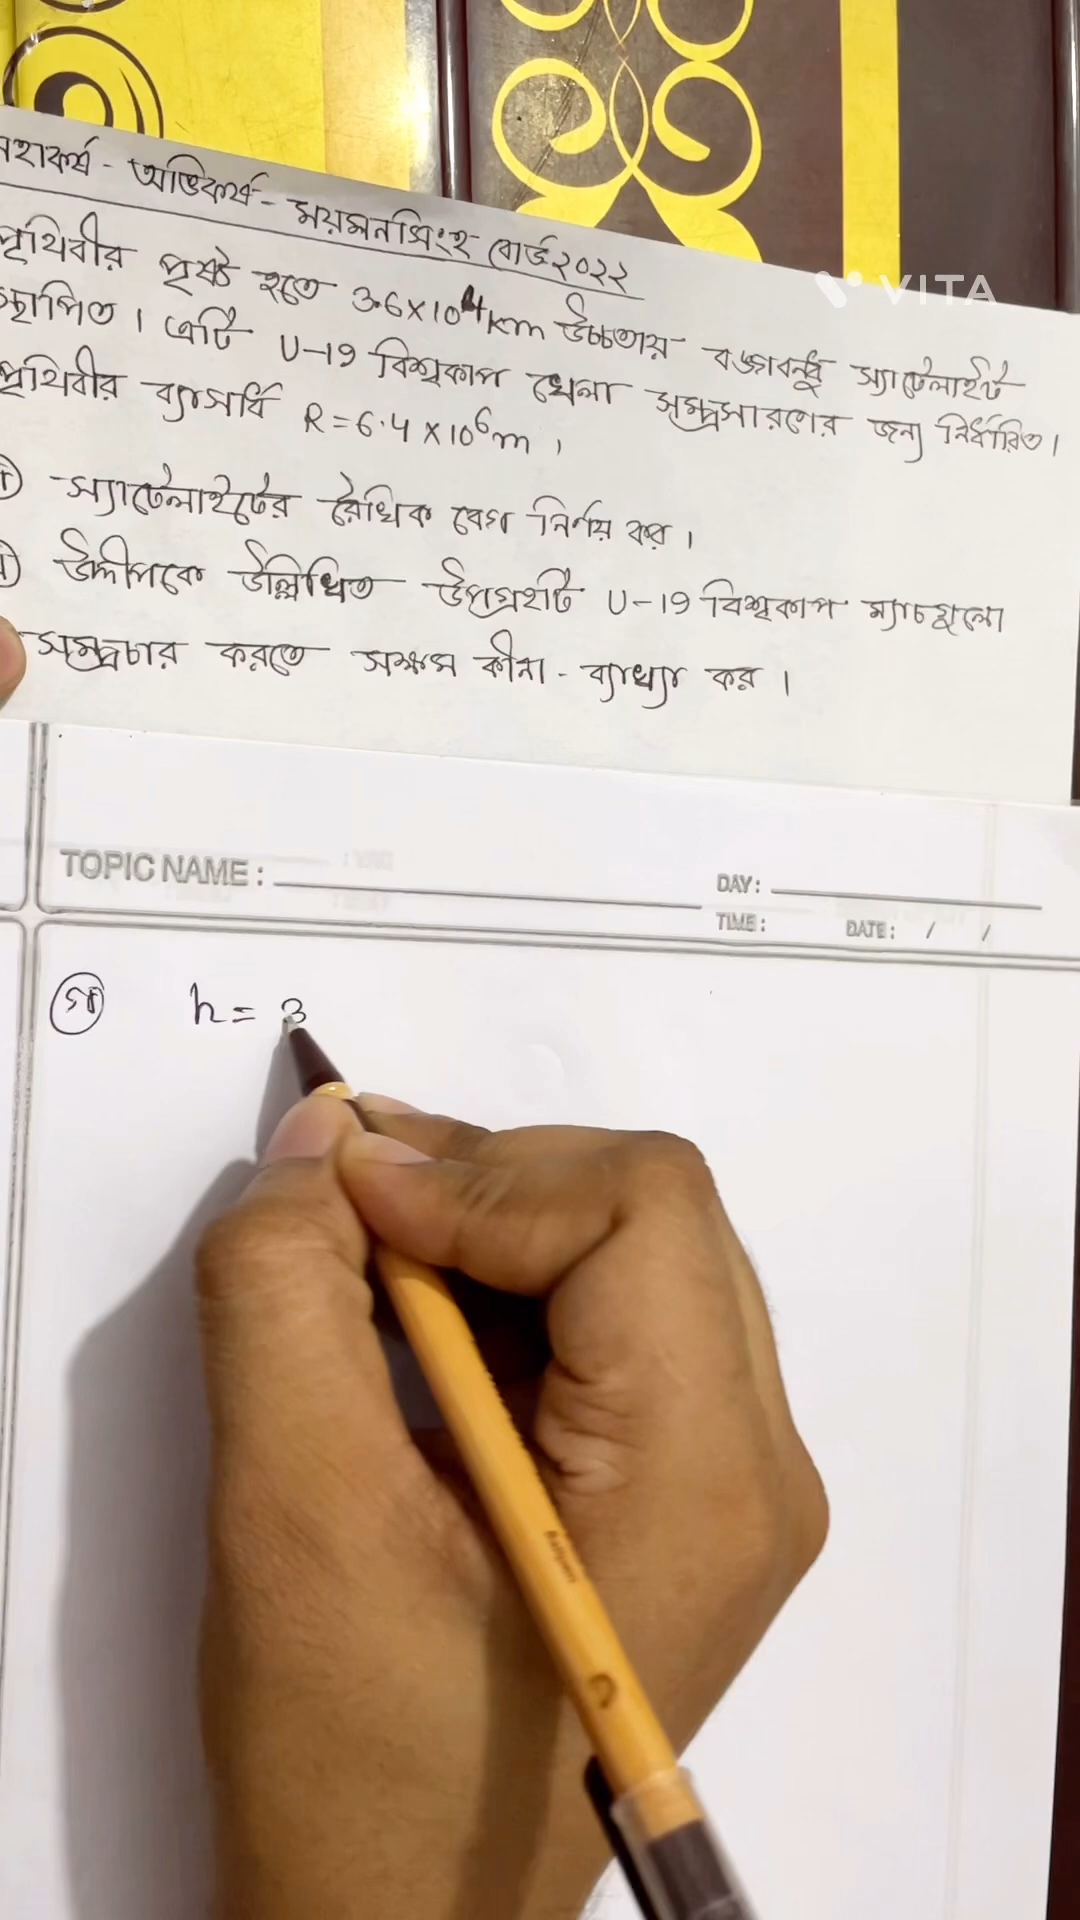 মহাকর্ষ - অভিকর্ষ - ময়মনসিংহ বোর্ড ২০২২
পৃথিবীর পৃষ্ঠ হতে 3.6×10⁴km উচ্চতায় বঙ্গবন্ধু স্যাটেলাইট
স্থাপিত। এটি U-19 বিশ্বকাপ খেলা সম্প্রসারণের জন্য নির্ধারিত।
পৃথিবীর ব্যাসার্ধ R = 6.4 × 10⁶m ।
স্যাটেলাইটের রৈখিক বেগ নির্ণয় কর।
উদ্দীপকে উল্লিখিত উপগ্রহটি U-19 বিশ্বকাপ ম্যাচগুলো
সম্প্রচার করতে সক্ষম কীনা - ব্যাখ্যা কর।
VITA
TOPIC NAME :
DAY :
TIME :
DATE : / /
গ h = 3